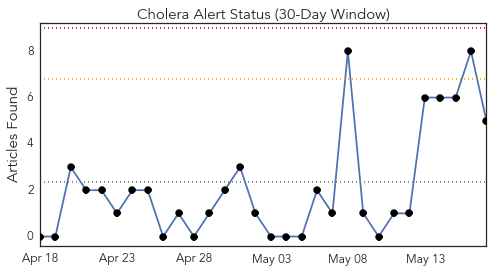 Cholera Alert Status (30-Day Window)
Articles Found
8
6
4
2
0
Apr 18
Apr 23
Apr 28
May 03
May 08
May 13